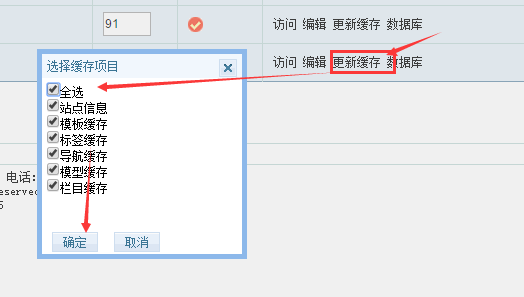 91
访问 编辑 更新缓存 数据库
访问 编辑 更新缓存 数据库
选择缓存项目
全选
站点信息
模板缓存
标签缓存
导航缓存
模型缓存
栏目缓存
确定 取消
电话:
eserved
5